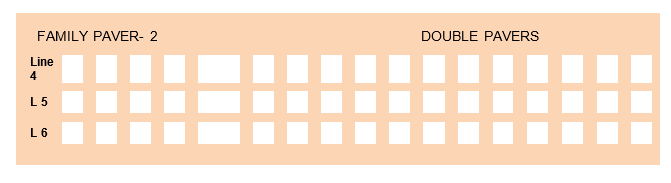 FAMILY PAVER- 2 DOUBLE PAVERS
Line
4
L 5
L 6